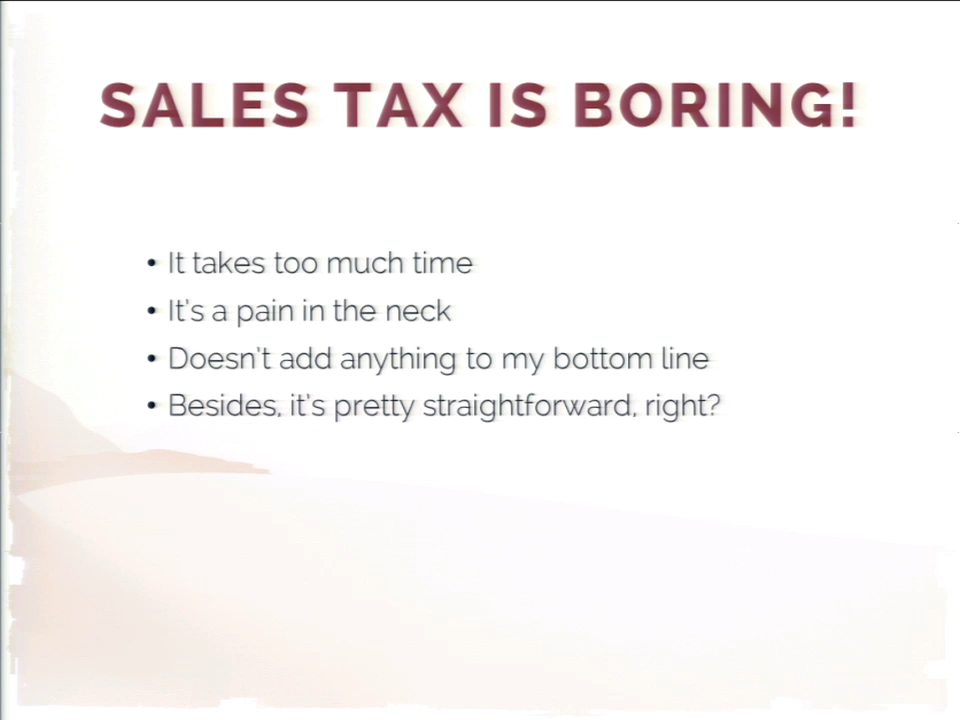 SALES TAX IS BORING!
• It takes too much time
• It's a pain in the neck
• Doesn't add anything to my bottom line
• Besides, it's pretty straightforward, right?